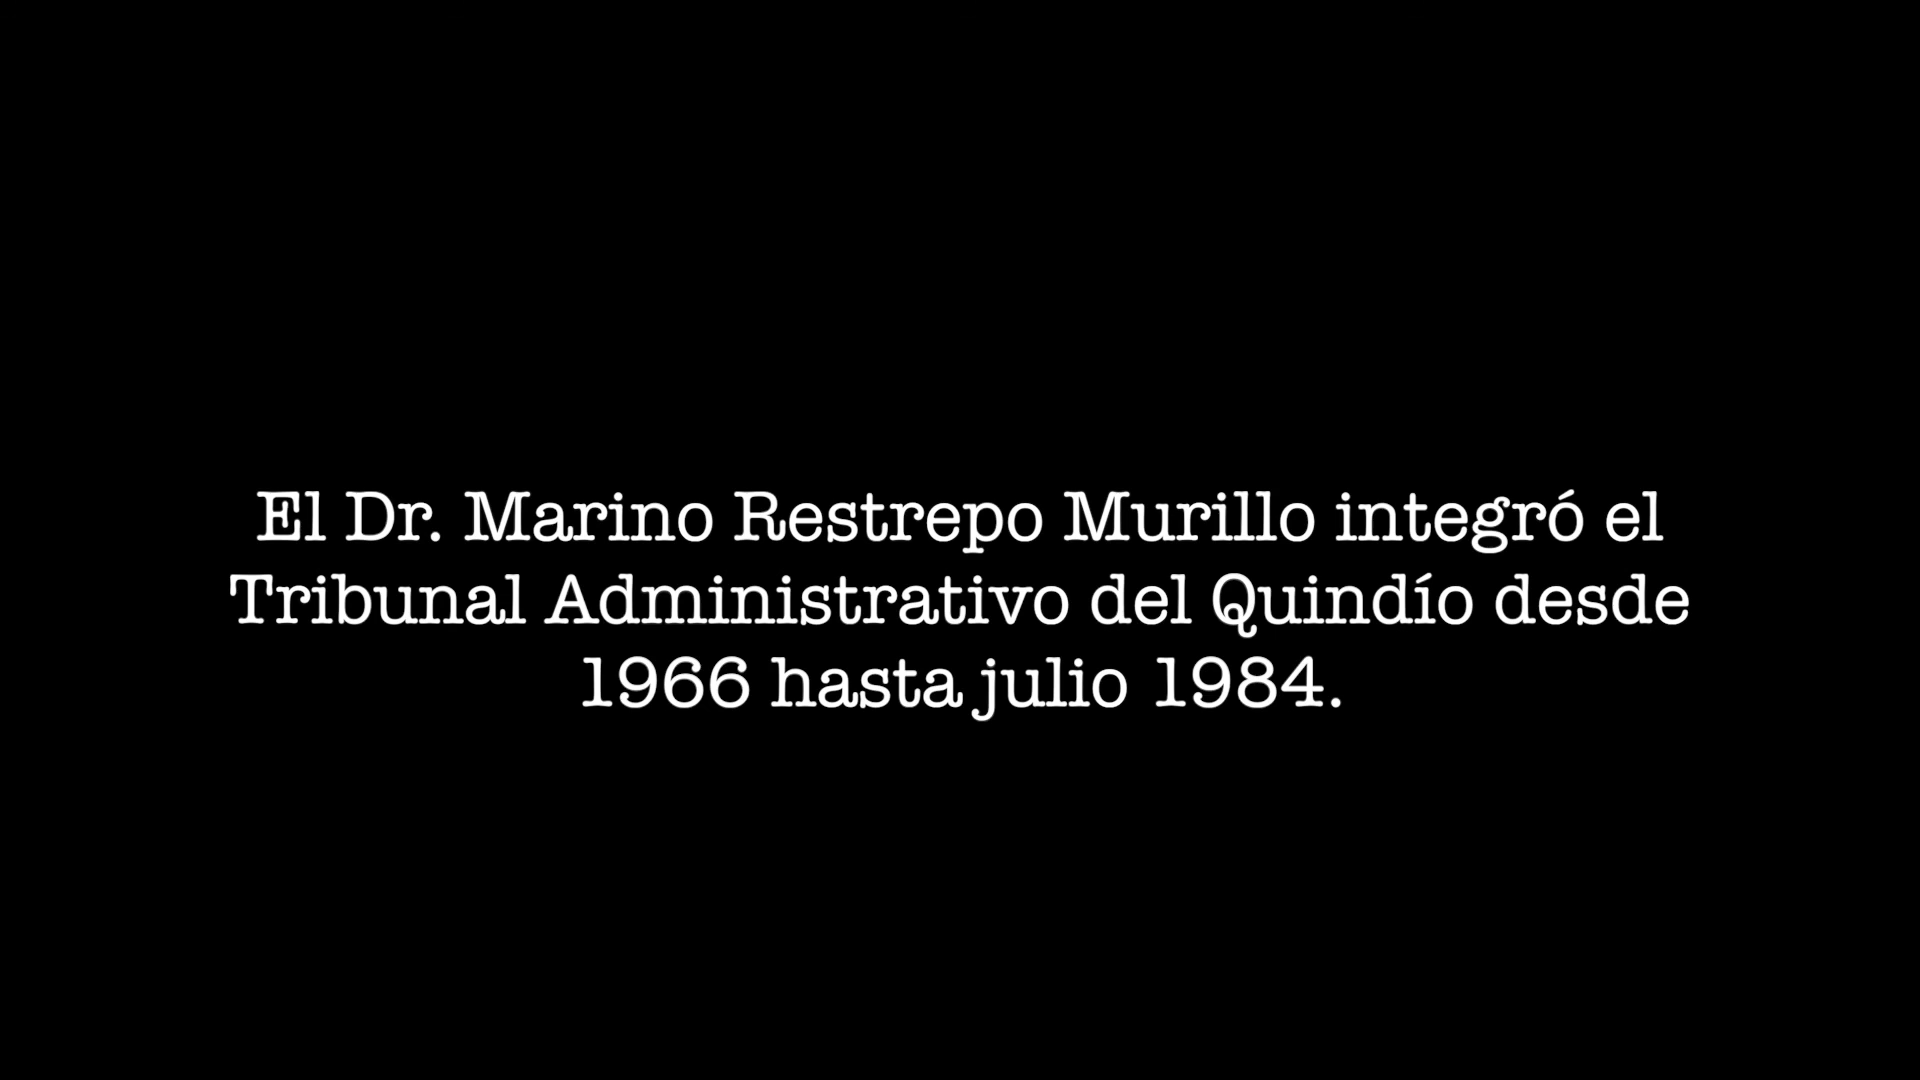 El Dr. Marino Restrepo Murillo integró el
Tribunal Administrativo del Quindío desde
1966 hasta julio 1984.